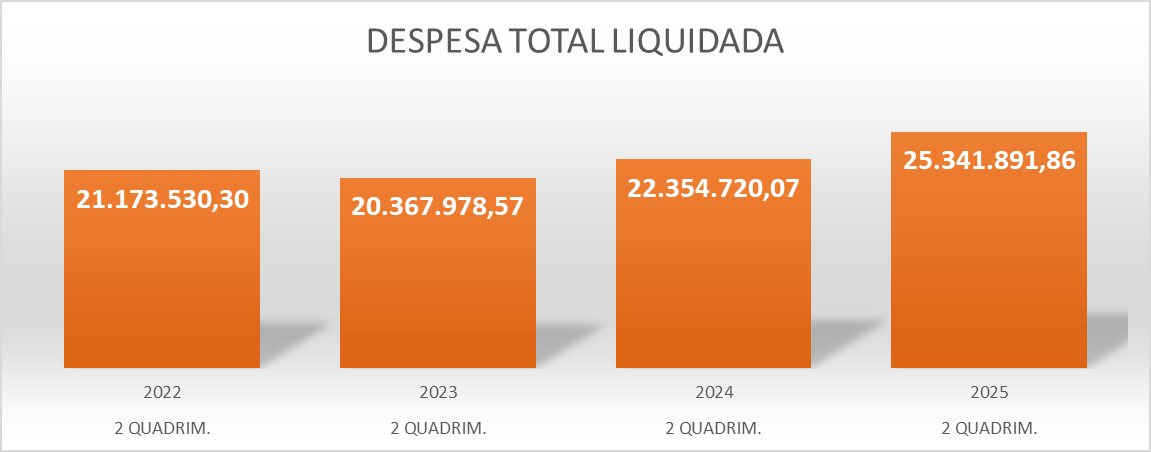 DESPESA TOTAL LIQUIDADA
21.173.530,30
20.367.978,57
22.354.720,07
25.341.891,86
2022 2023 2024 2025
2 QUADRIM. 2 QUADRIM. 2 QUADRIM. 2 QUADRIM.